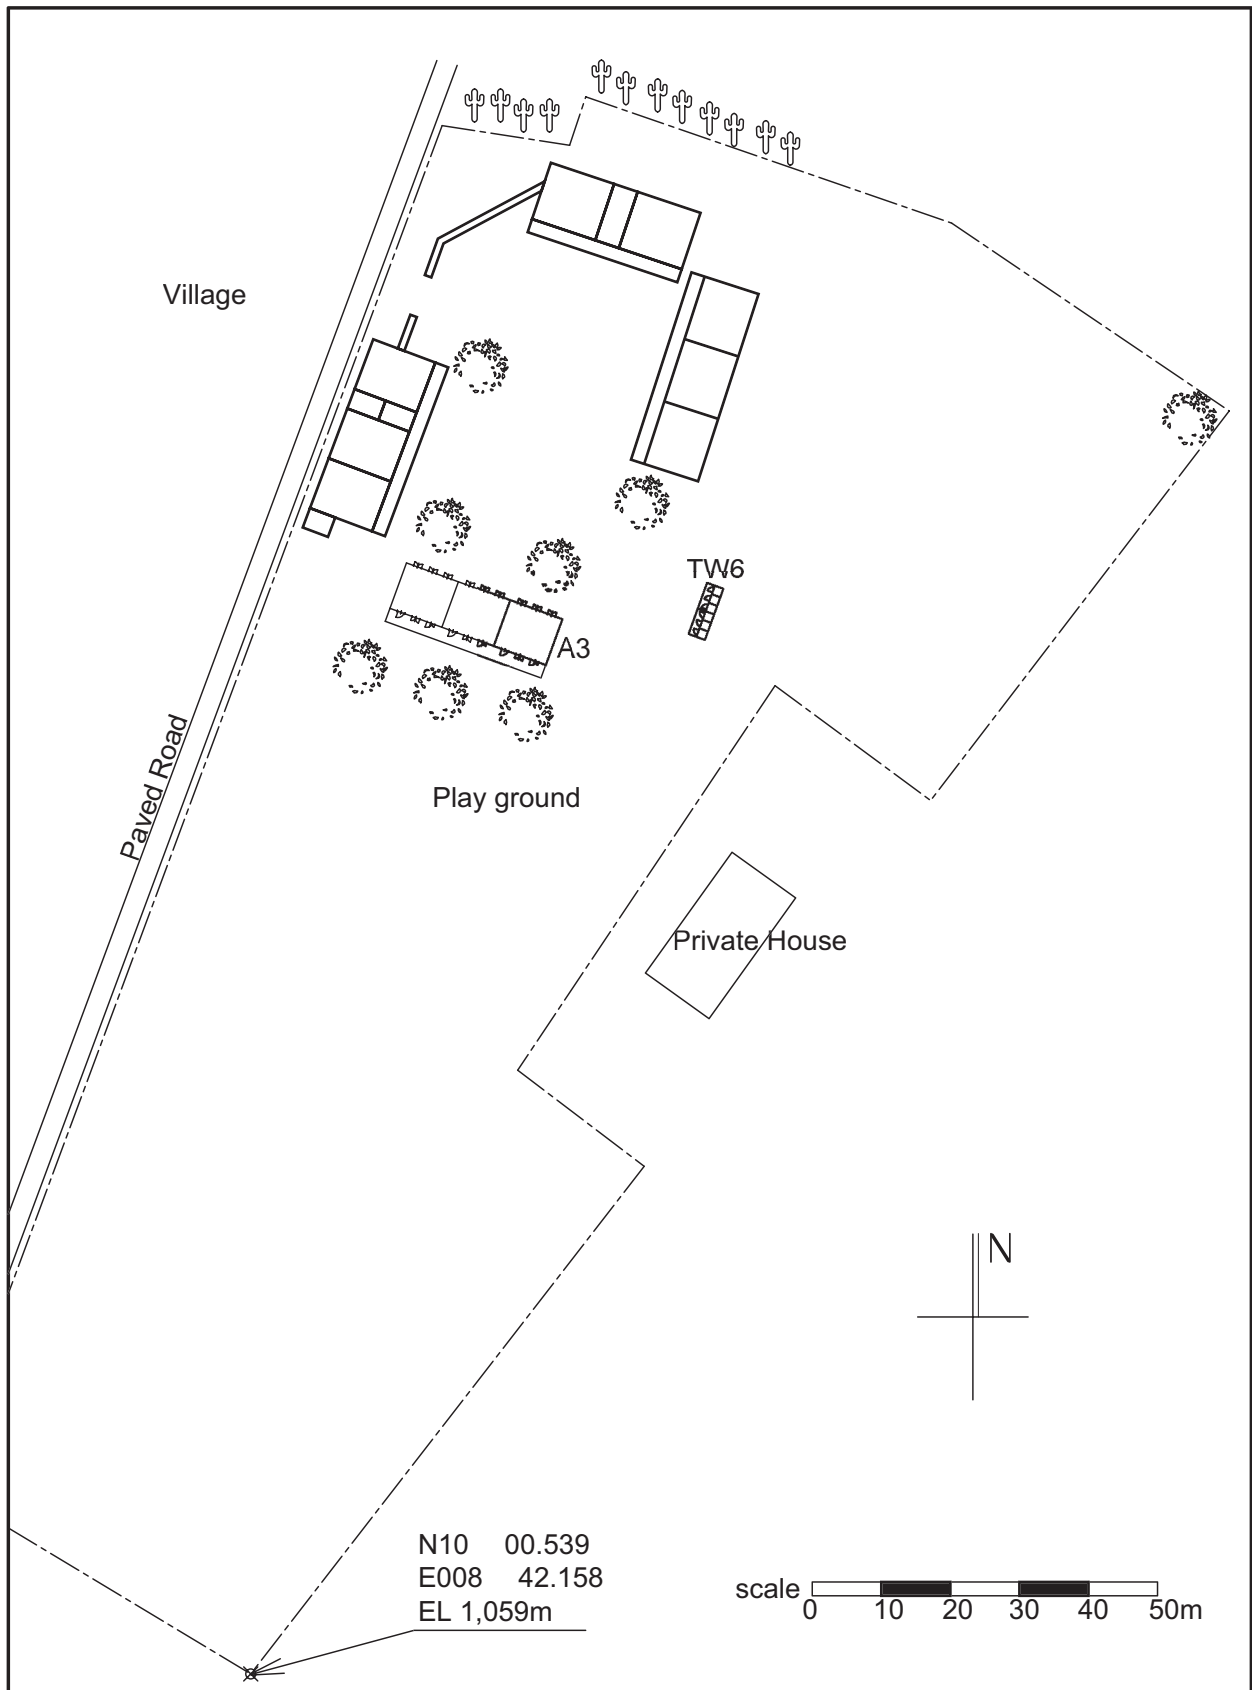 Village
TW6
A3
Paved Road
Play ground
Private House
N
N10 00.539
E008 42.158
EL 1,059m
scale
0 10 20 30 40 50m